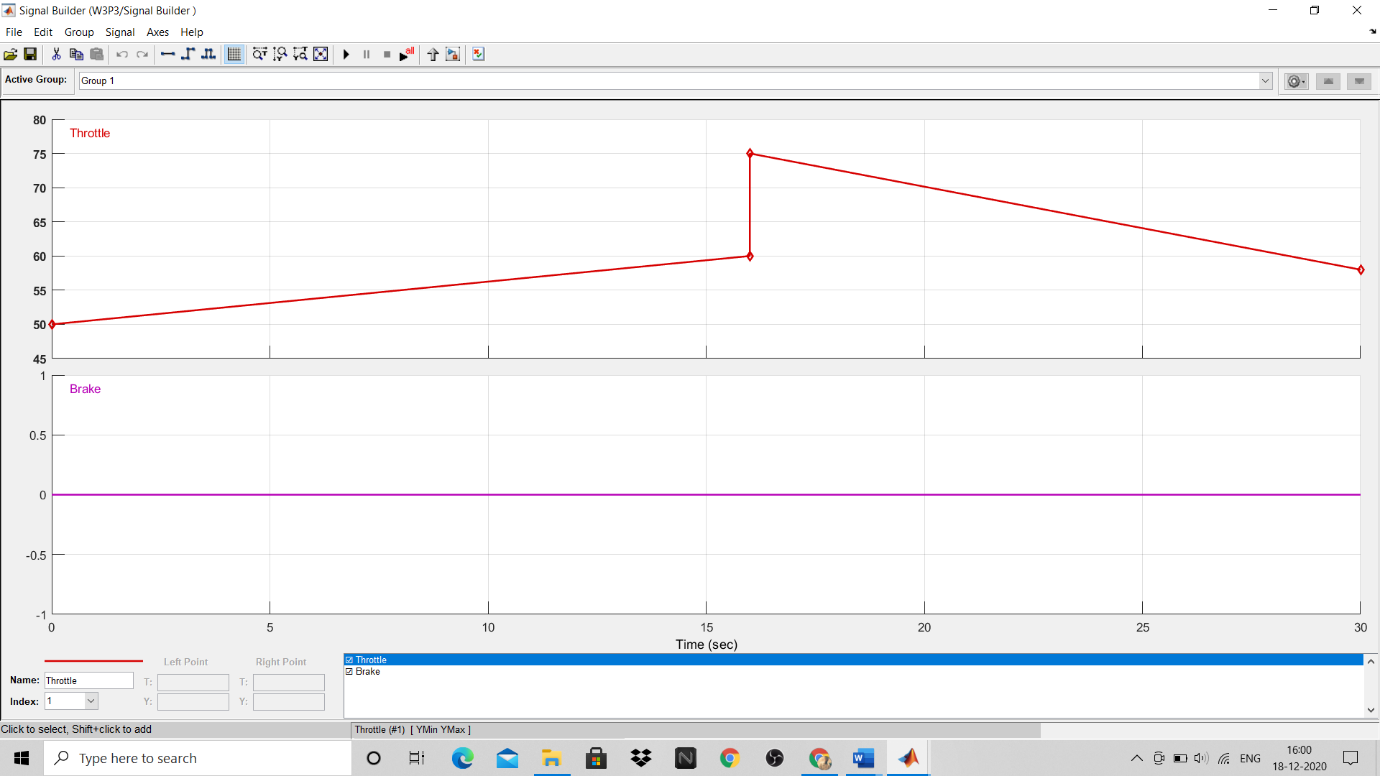 Signal Builder (W3P3/Signal Builder )
File Edit Group Signal Axes Help
all
Active Group: Group 1
80
Throttle
75
70
65
60
55
50
45
1
Brake
0.5
0
-0.5
-1
0 5 10 15 20 25 30
Time (sec)
Left Point Right Point
Name: Throttle T: T:
Index: 1 Y: Y:
Throttle
Brake
Click to select, Shift+click to add Throttle (#1) [ YMin YMax ]
Type here to search
N W ENG 16:00
18-12-2020